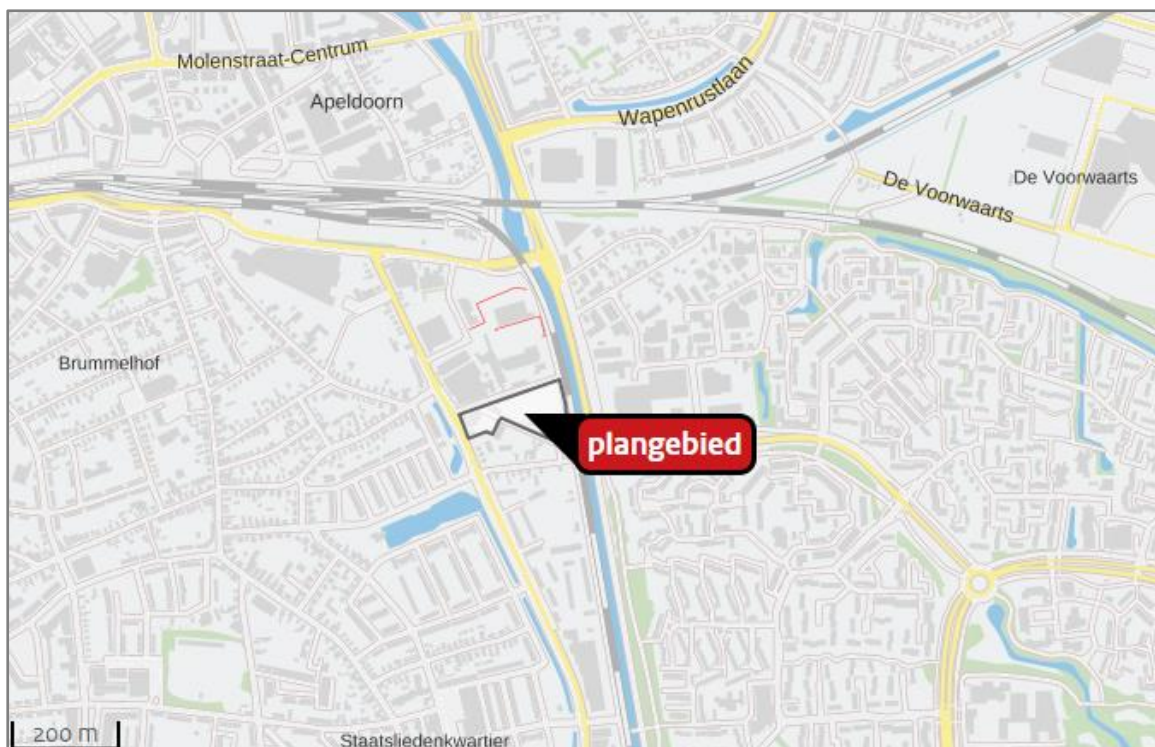 Molenstraat-Centrum
Apeldoorn
Wapenrustlaan
De Voorwaarts
De Voorwaarts
Brummelhof
plangebied
200 m
Staatsliedenkwartier